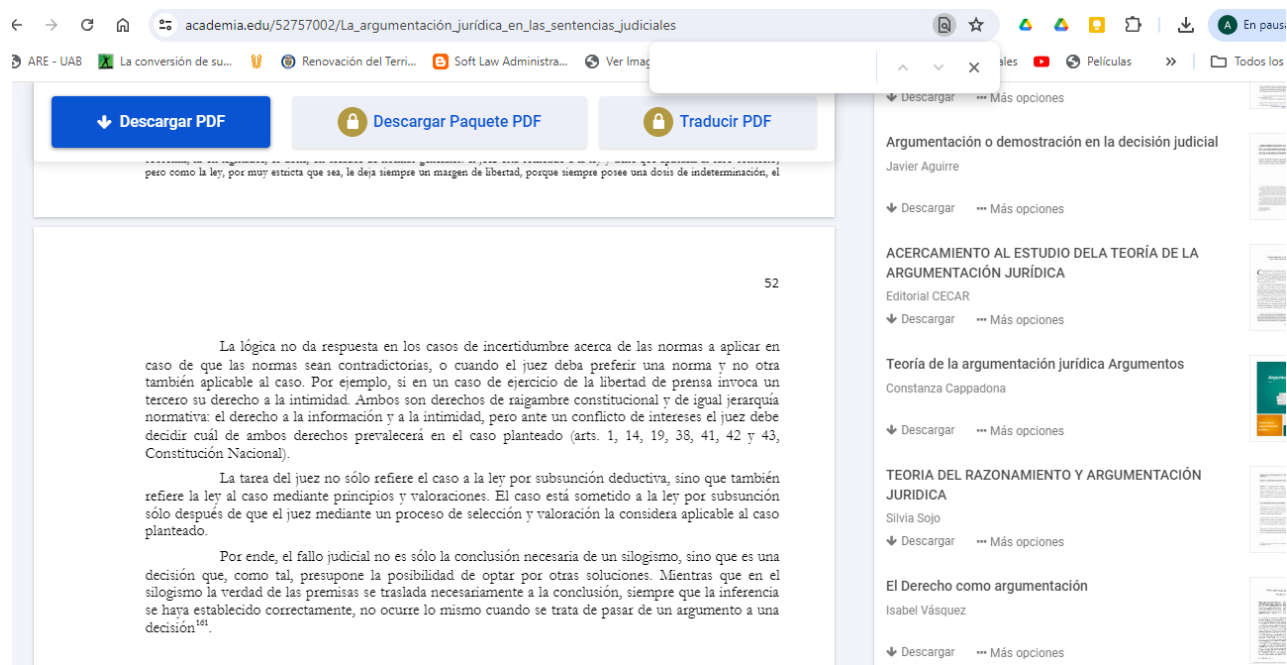 academia.edu/52757002/La_argumentación_jurídica_en_las_sentencias_judiciales
A
En pausa
ARE - UAB
La conversión de su...
Renovación del Terri...
Soft Law Administra...
Ver Imag
ales
Películas
»
Todos los
Descargar PDF
Descargar Paquete PDF
Traducir PDF
pero como la ley, por muy estricta que sea, le deja siempre un margen de libertad, porque siempre posee una dosis de indeterminación, el
52
La lógica no da respuesta en los casos de incertidumbre acerca de las normas a aplicar en
caso de que las normas sean contradictorias, o cuando el juez deba preferir una norma y no otra
también aplicable al caso. Por ejemplo, si en un caso de ejercicio de la libertad de prensa invoca un
tercero su derecho a la intimidad. Ambos son derechos de raigambre constitucional y de igual jerarquía
normativa: el derecho a la información y a la intimidad, pero ante un conflicto de intereses el juez debe
decidir cuál de ambos derechos prevalecerá en el caso planteado (arts. 1, 14, 19, 38, 41, 42 y 43,
Constitución Nacional).
La tarea del juez no sólo refiere el caso a la ley por subsunción deductiva, sino que también
refiere la ley al caso mediante principios y valoraciones. El caso está sometido a la ley por subsunción
sólo después de que el juez mediante un proceso de selección y valoración la considera aplicable al caso
planteado.
Por ende, el fallo judicial no es sólo la conclusión necesaria de un silogismo, sino que es una
decisión que, como tal, presupone la posibilidad de optar por otras soluciones. Mientras que en el
silogismo la verdad de las premisas se traslada necesariamente a la conclusión, siempre que la inferencia
se haya establecido correctamente, no ocurre lo mismo cuando se trata de pasar de un argumento a una
decisión161.
Descargar ··· Más opciones
Argumentación o demostración en la decisión judicial
Javier Aguirre
Descargar ··· Más opciones
ACERCAMIENTO AL ESTUDIO DELA TEORÍA DE LA
ARGUMENTACIÓN JURÍDICA
Editorial CECAR
Descargar ··· Más opciones
Teoría de la argumentación jurídica Argumentos
Constanza Cappadona
Descargar ··· Más opciones
TEORIA DEL RAZONAMIENTO Y ARGUMENTACIÓN
JURIDICA
Silvia Sojo
Descargar ··· Más opciones
El Derecho como argumentación
Isabel Vásquez
Descargar ··· Más opciones